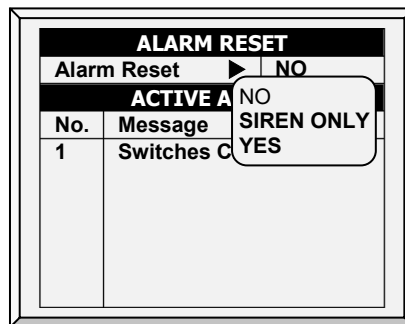 ALARM RESET
Alarm Reset ▶ NO
ACTIVE A
No. Message
1 Switches C
NO
SIREN ONLY
YES